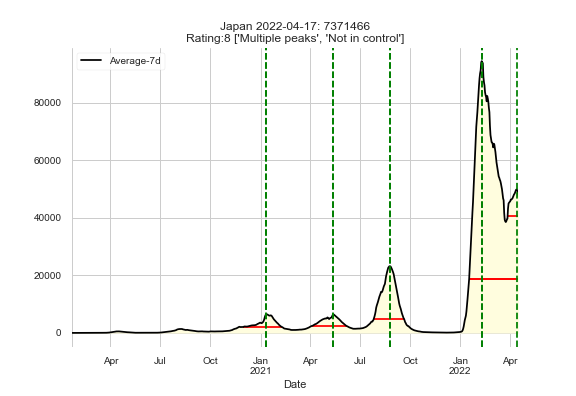 Japan 2022-04-17: 7371466
Rating:8 ['Multiple peaks', 'Not in control']
Average-7d
80000
60000
40000
20000
0
Apr Jul Oct Jan Apr Jul Oct Jan Apr
2021 2022
Date